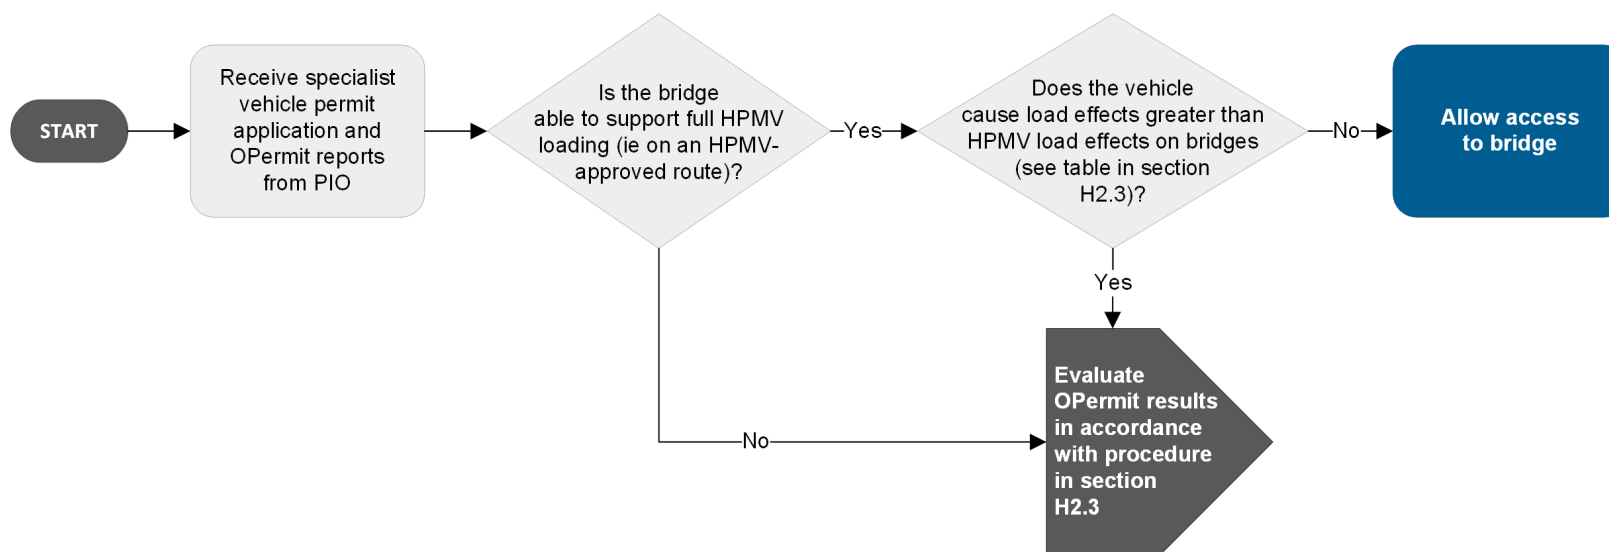 START
Receive specialist
vehicle permit
application and
OPermit reports
from PIO
Is the bridge
able to support full HPMV
loading (ie on an HPMV-
approved route)?
Yes
Does the vehicle
cause load effects greater than
HPMV load effects on bridges
(see table in section
H2.3)?
No
Allow access
to bridge
Yes
No
Evaluate
OPermit results
in accordance
with procedure
in section
H2.3